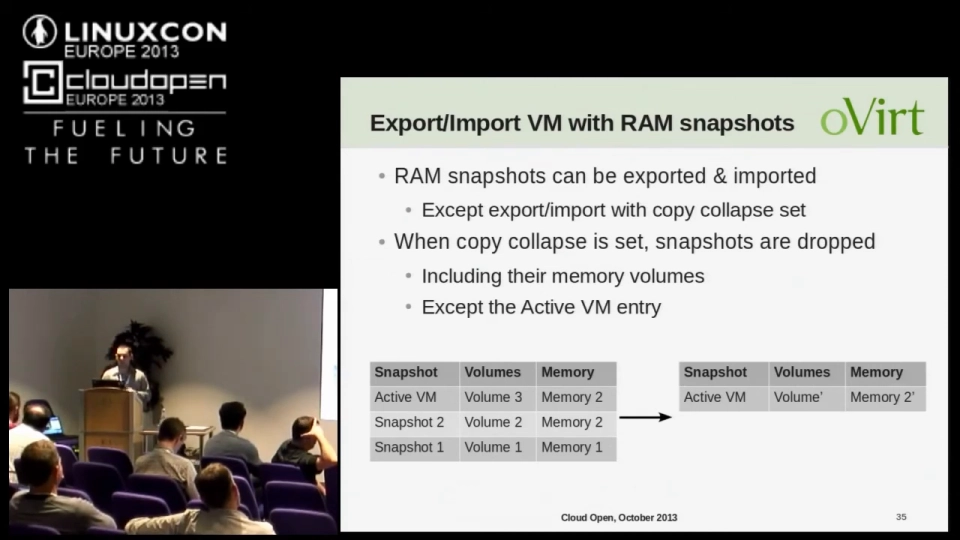 LINUXCON
EUROPE 2013
cloudopen
EUROPE 2013
FUELING
THE FUTURE
Export/Import VM with RAM snapshots
oVirt
• RAM snapshots can be exported & imported
• Except export/import with copy collapse set
• When copy collapse is set, snapshots are dropped
• Including their memory volumes
• Except the Active VM entry
Snapshot Volumes Memory
Active VM Volume 3 Memory 2
Snapshot 2 Volume 2 Memory 2
Snapshot 1 Volume 1 Memory 1
Snapshot Volumes Memory
Active VM Volume' Memory 2'
Cloud Open, October 2013
35